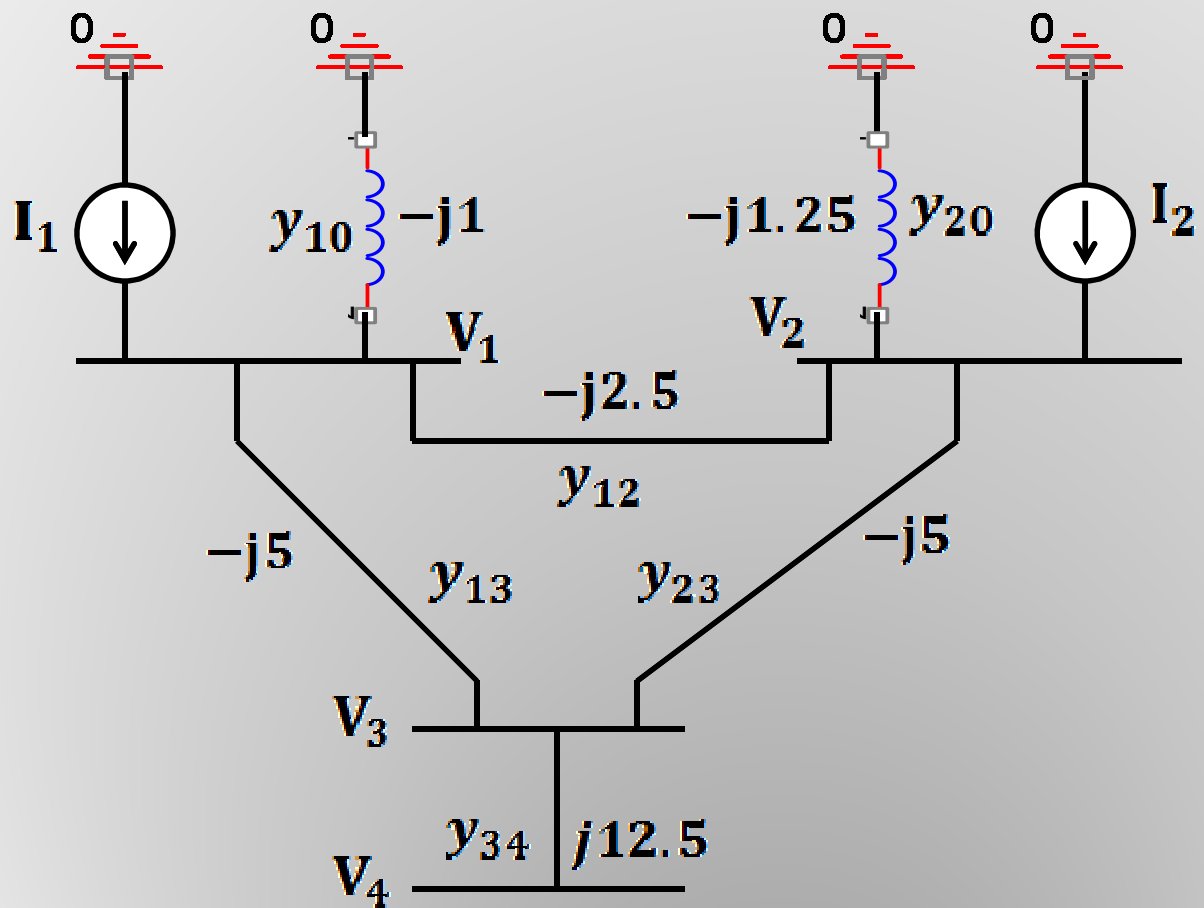 0 0 0 0
I₁ y₁₀ −j1 −j1.25 y₂₀ I₂
V₁ V₂
−j2.5
y₁₂
−j5 −j5
y₁₃ y₂₃
V₃
y₃₄ j12.5
V₄